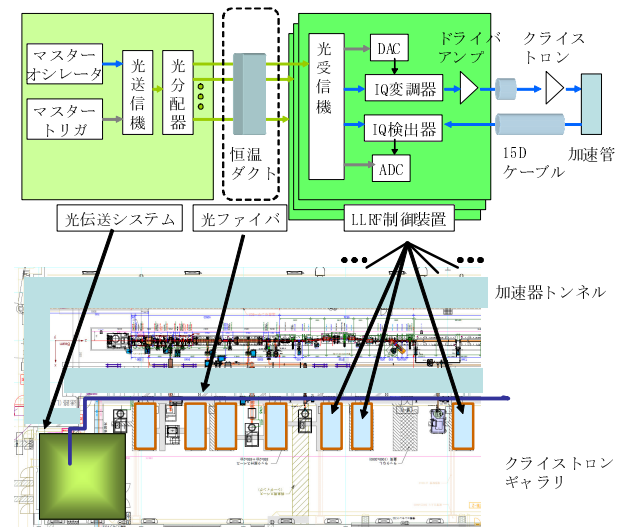 マスター
オシレータ
マスター
トリガ
光送信機
光分配器
恒温
ダクト
光受信機
DAC
IQ変調器
IQ検出器
ADC
ドライバ
アンプ
クライス
トロン
15D
ケーブル
加速管
光伝送システム
光ファイバ
LLRF制御装置
加速器トンネル
クライストロン
ギャラリ